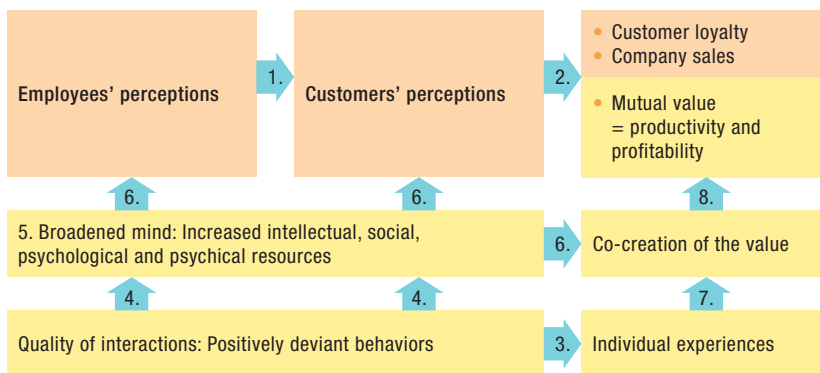 Employees’ perceptions
1.
Customers’ perceptions
2.
• Customer loyalty
• Company sales
• Mutual value
= productivity and
profitability
6.
6.
8.
5. Broadened mind: Increased intellectual, social,
psychological and psychical resources
6.
Co-creation of the value
4.
4.
7.
Quality of interactions: Positively deviant behaviors
3.
Individual experiences